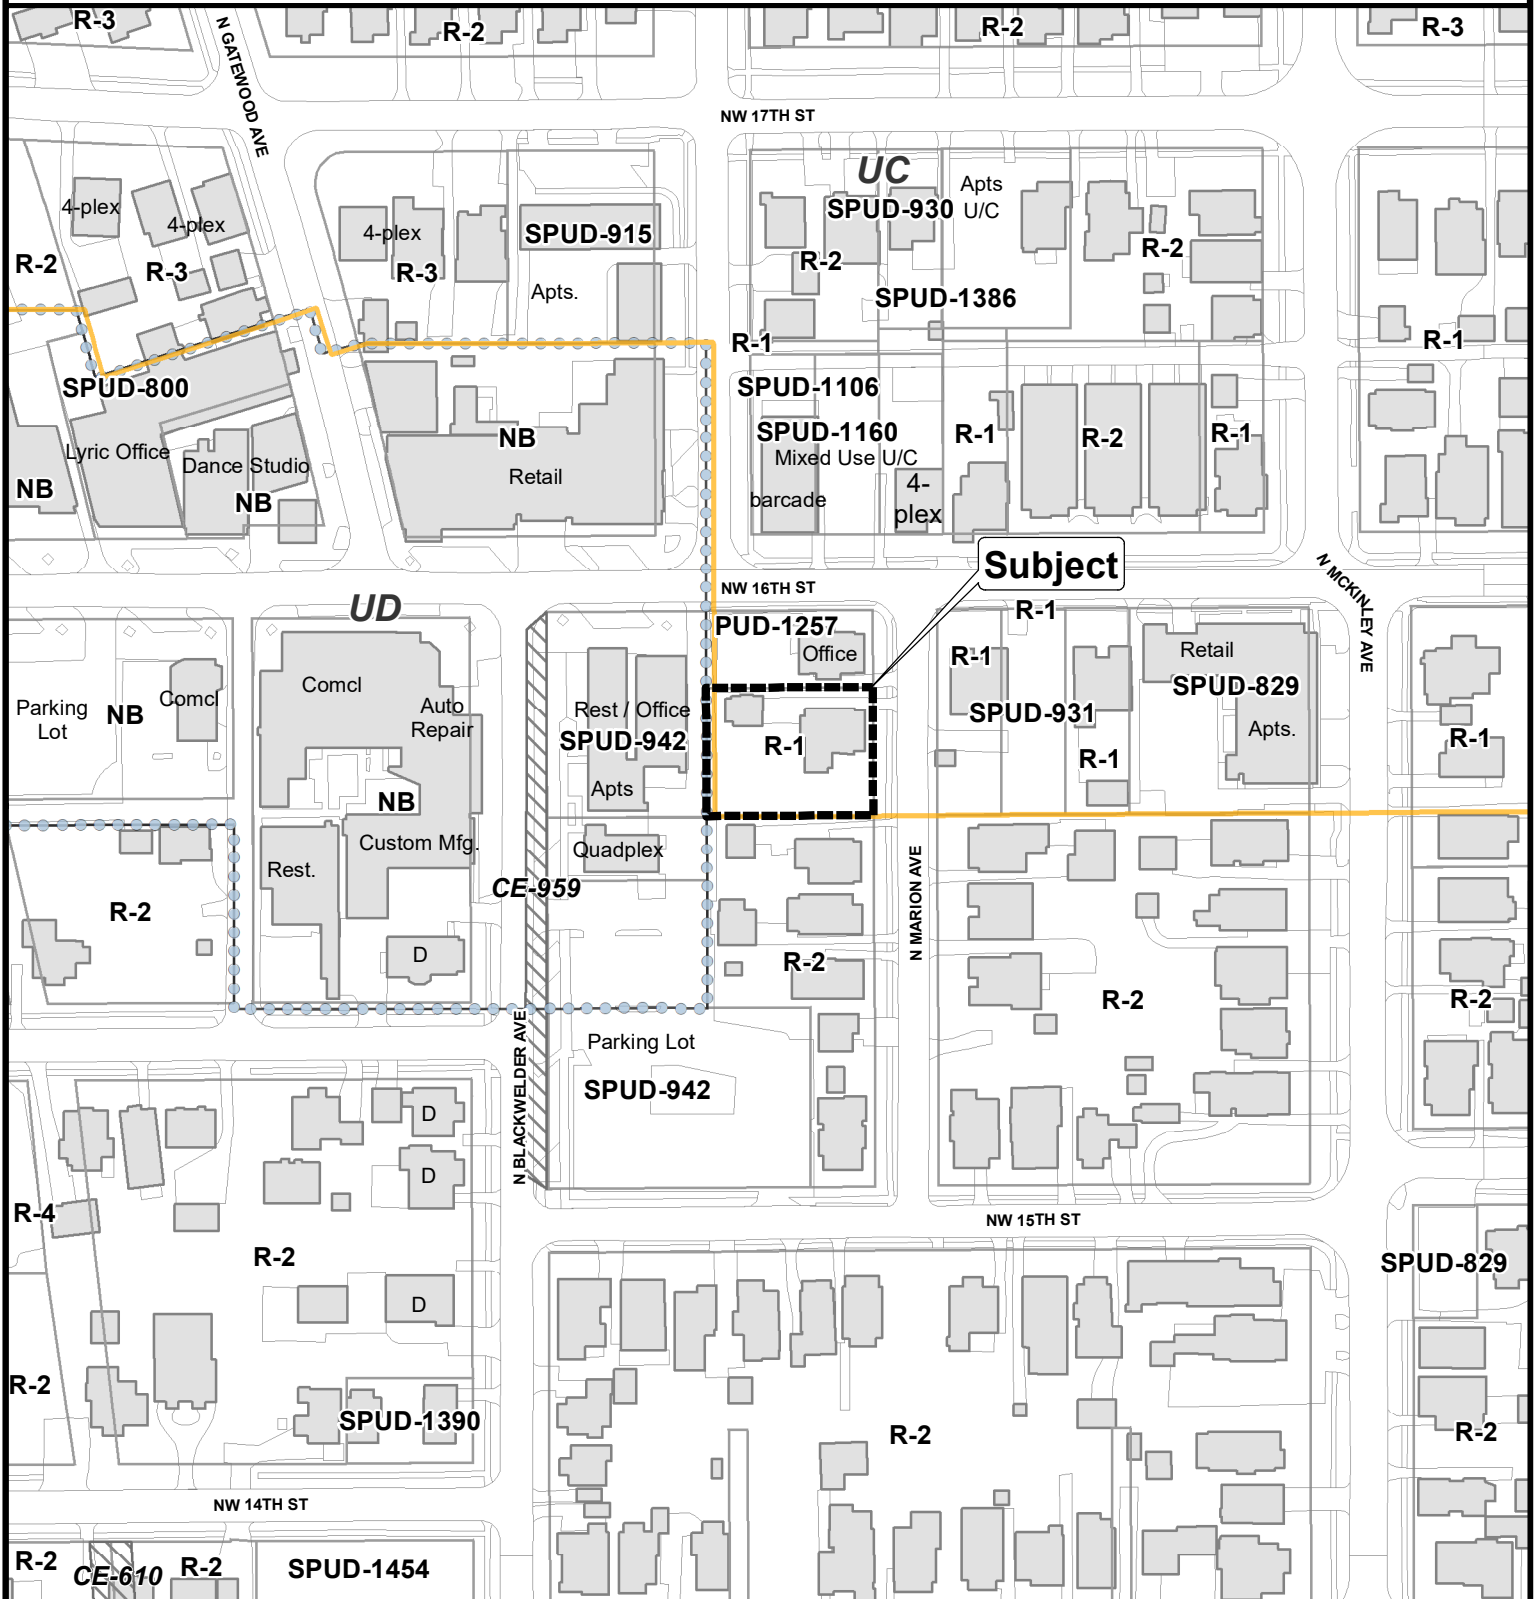 R-3
R-2
R-2
R-3
N GATEWOOD AVE
NW 17TH ST
UC
4-plex
4-plex
4-plex
SPUD-915
SPUD-930
Apts
U/C
R-2
R-3
R-3
R-2
R-2
Apts.
SPUD-1386
R-1
R-1
SPUD-800
SPUD-1106
Lyric Office
Dance Studio
NB
SPUD-1160
R-1
R-2
R-1
Mixed Use U/C
Retail
NB
NB
barcade
4-
plex
NW 16TH ST
Subject
N MCKINLEY AVE
UD
PUD-1257
R-1
Office
R-1
Retail
Comcl
Comcl
SPUD-829
Parking
Lot
NB
Auto
Repair
Rest / Office
SPUD-942
R-1
SPUD-931
Apts.
R-1
R-1
Apts
NB
Custom Mfg.
Rest.
Quadplex
CE-959
N MARION AVE
R-2
D
R-2
R-2
R-2
Parking Lot
SPUD-942
N BLACKWELDER AVE
D
D
R-4
NW 15TH ST
R-2
SPUD-829
D
R-2
SPUD-1390
R-2
R-2
NW 14TH ST
R-2
CE-610
R-2
SPUD-1454